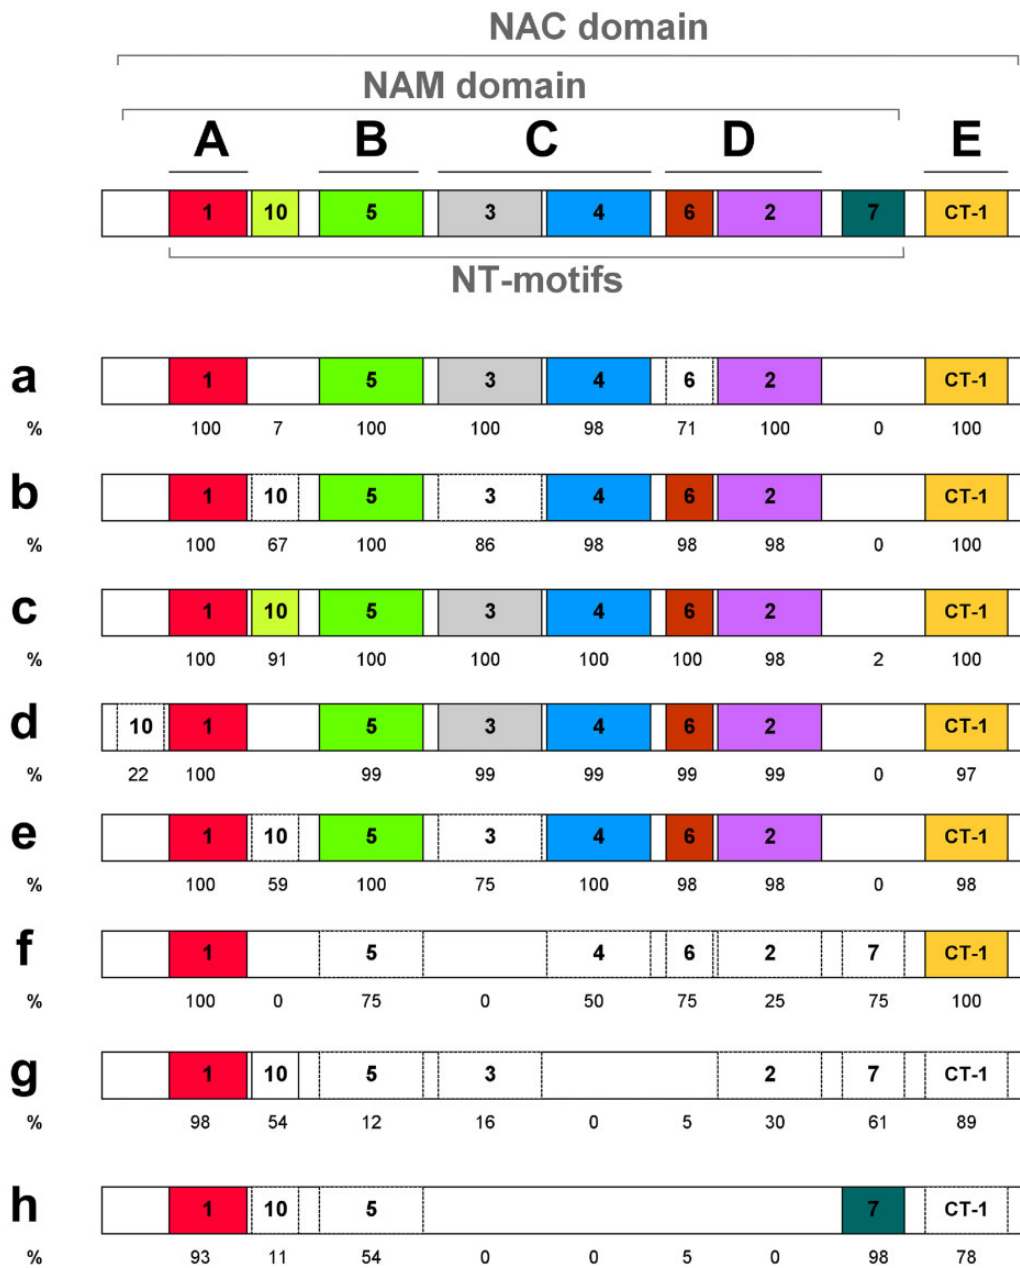 NAC domain
NAM domain
A B C D E
1 10 5 3 4 6 2 7 CT-1
NT-motifs
a 1 5 3 4 6 2 CT-1
% 100 7 100 100 98 71 100 0 100
b 1 10 5 3 4 6 2 CT-1
% 100 67 100 86 98 98 98 0 100
c 1 10 5 3 4 6 2 CT-1
% 100 91 100 100 100 100 98 2 100
d 10 1 5 3 4 6 2 CT-1
% 22 100 99 99 99 99 99 0 97
e 1 10 5 3 4 6 2 CT-1
% 100 59 100 75 100 98 98 0 98
f 1 5 4 6 2 7 CT-1
% 100 0 75 0 50 75 25 75 100
g 1 10 5 3 2 7 CT-1
% 98 54 12 16 0 5 30 61 89
h 1 10 5 7 CT-1
% 93 11 54 0 0 5 0 98 78